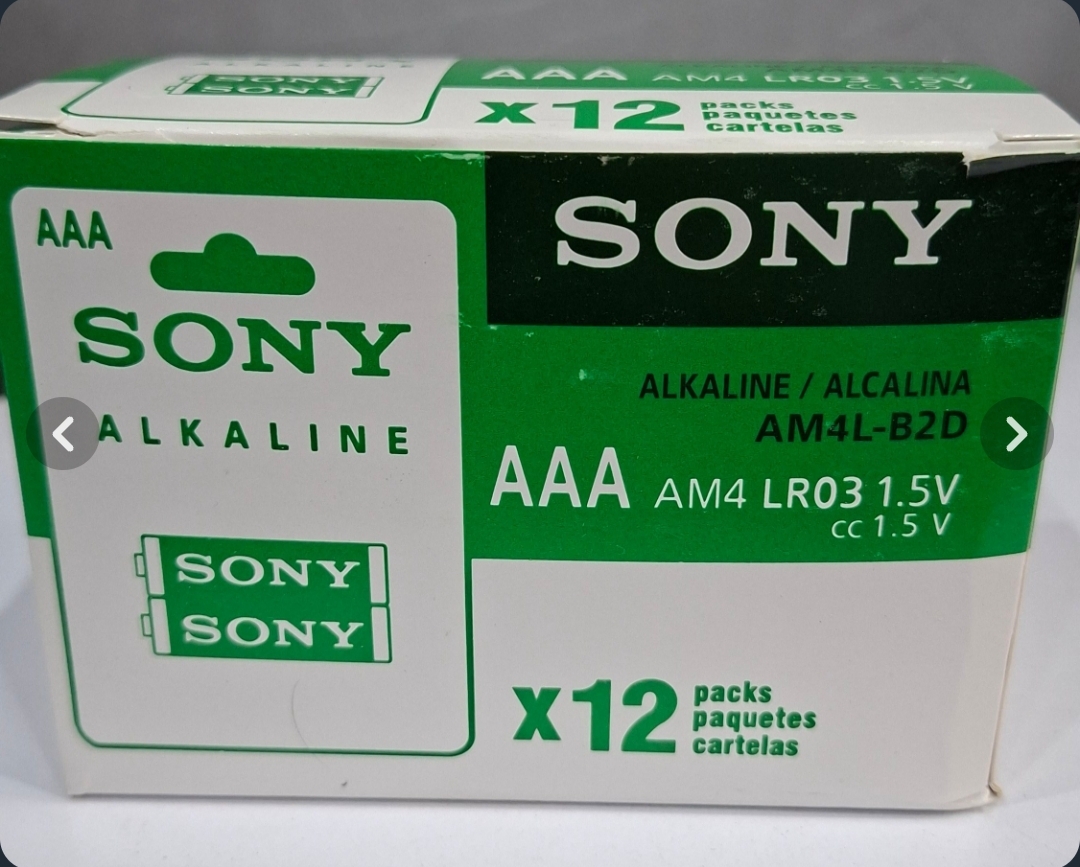 SONY
SONY
AAA AM4 LR03 1.5V
CC 1.5 V
x12 packs
paquetes
cartelas
AAA
SONY
ALKALINE
SONY
SONY
SONY
ALKALINE / ALCALINA
AM4L-B2D
AAA AM4 LR03 1.5V
CC 1.5 V
x12 packs
paquetes
cartelas